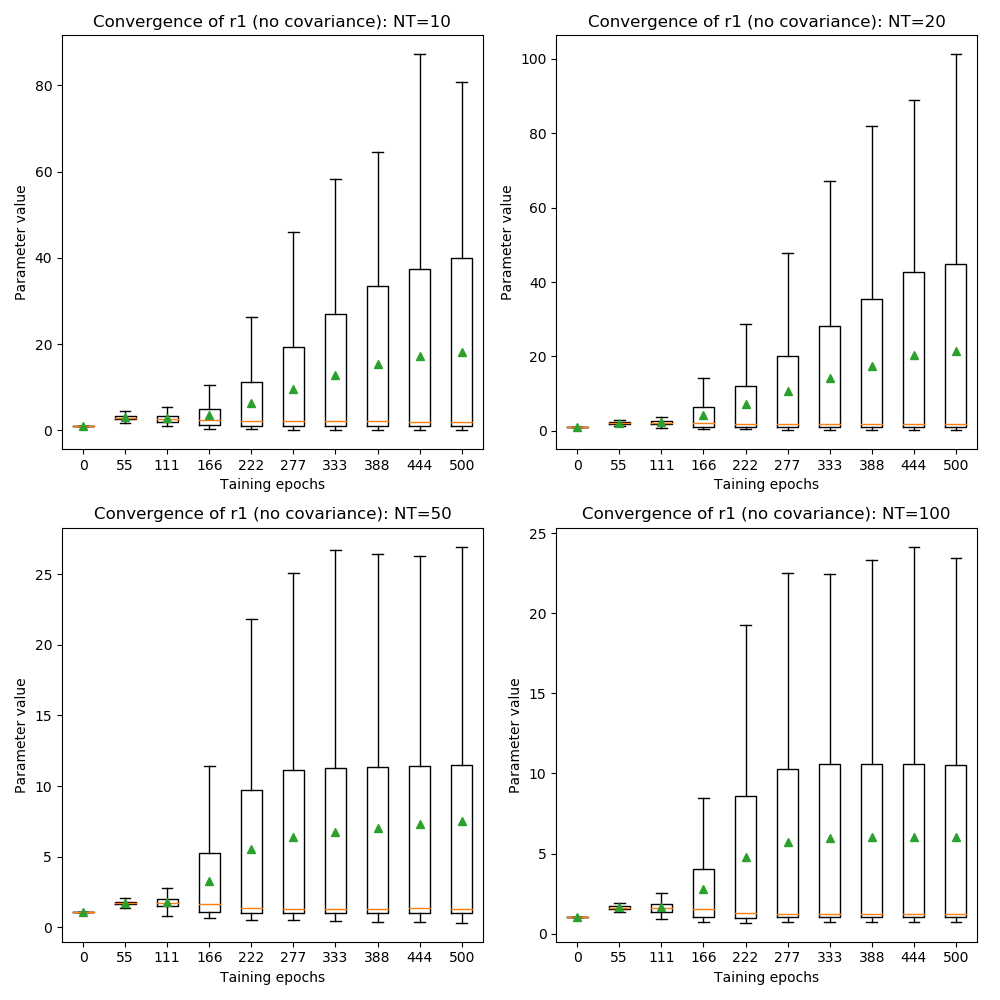 Convergence of r1 (no covariance): NT=10
Parameter value
80
60
40
20
0
0 55 111 166 222 277 333 388 444 500
Taining epochs
Convergence of r1 (no covariance): NT=20
Parameter value
100
80
60
40
20
0
0 55 111 166 222 277 333 388 444 500
Taining epochs
Convergence of r1 (no covariance): NT=50
Parameter value
25
20
15
10
5
0
0 55 111 166 222 277 333 388 444 500
Taining epochs
Convergence of r1 (no covariance): NT=100
Parameter value
25
20
15
10
5
0
0 55 111 166 222 277 333 388 444 500
Taining epochs